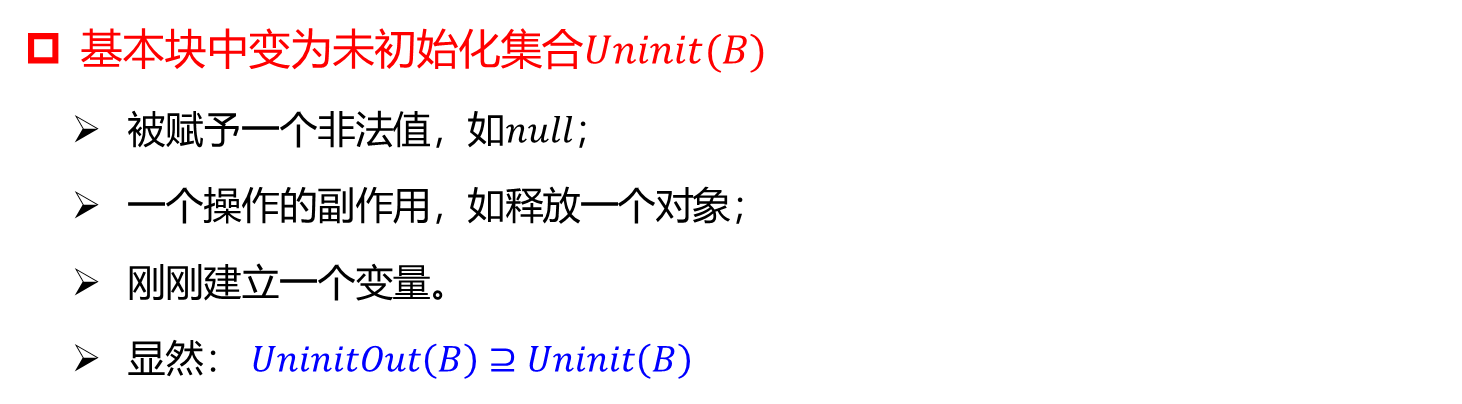 基本块中变为未初始化集合Uninit(B)
被赋予一个非法值，如null；
一个操作的副作用，如释放一个对象；
刚刚建立一个变量。
显然： UninitOut(B) ⊇ Uninit(B)